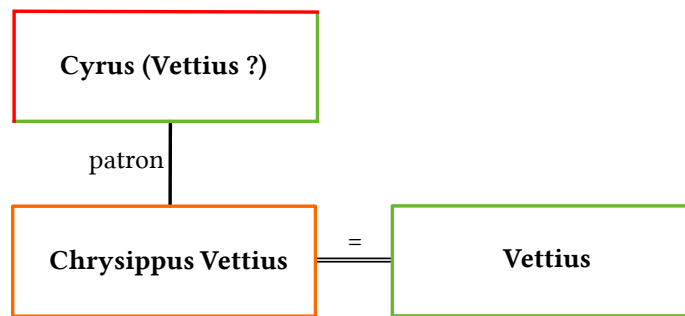 Cyrus (Vettius ?)
patron
=
Chrysippus Vettius
Vettius